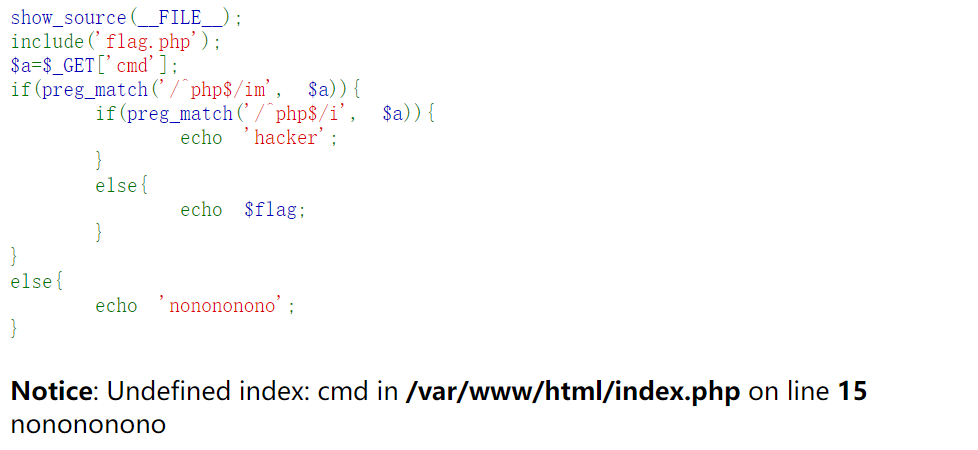 show_source(__FILE__);
include('flag.php');
$a=$_GET['cmd'];
if(preg_match('/^php$/im', $a)){
if(preg_match('/^php$/i', $a)){
echo 'hacker';
}
else{
echo $flag;
}
}
else{
echo 'nonononono';
}
Notice: Undefined index: cmd in /var/www/html/index.php on line 15
nonononono